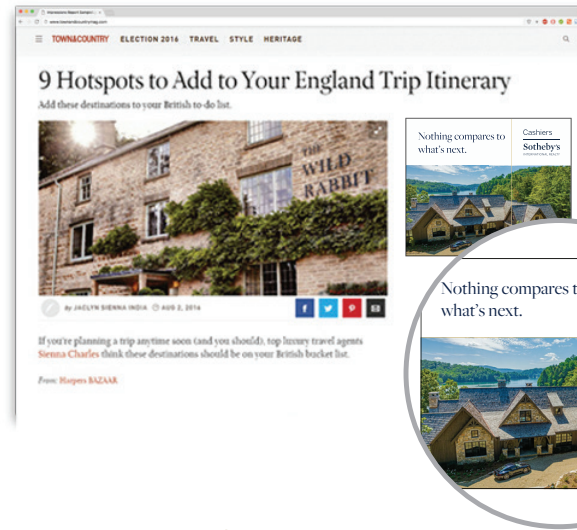 www.townandcountrymag.com
TOWN&COUNTRY ELECTION 2016 TRAVEL STYLE HERITAGE
9 Hotspots to Add to Your England Trip Itinerary
Add these destinations to your British to-do list.
THE
WILD
RABBIT
By JACLYN SIENNA INDIA AUG 2, 2016
If you're planning a trip anytime soon (and you should), top luxury travel agents
Sienna Charles think these destinations should be on your British bucket list.
From: Harpers BAZAAR
Nothing compares to
what's next.
Cashiers
Sotheby's
INTERNATIONAL REALTY
Nothing compares t
what's next.